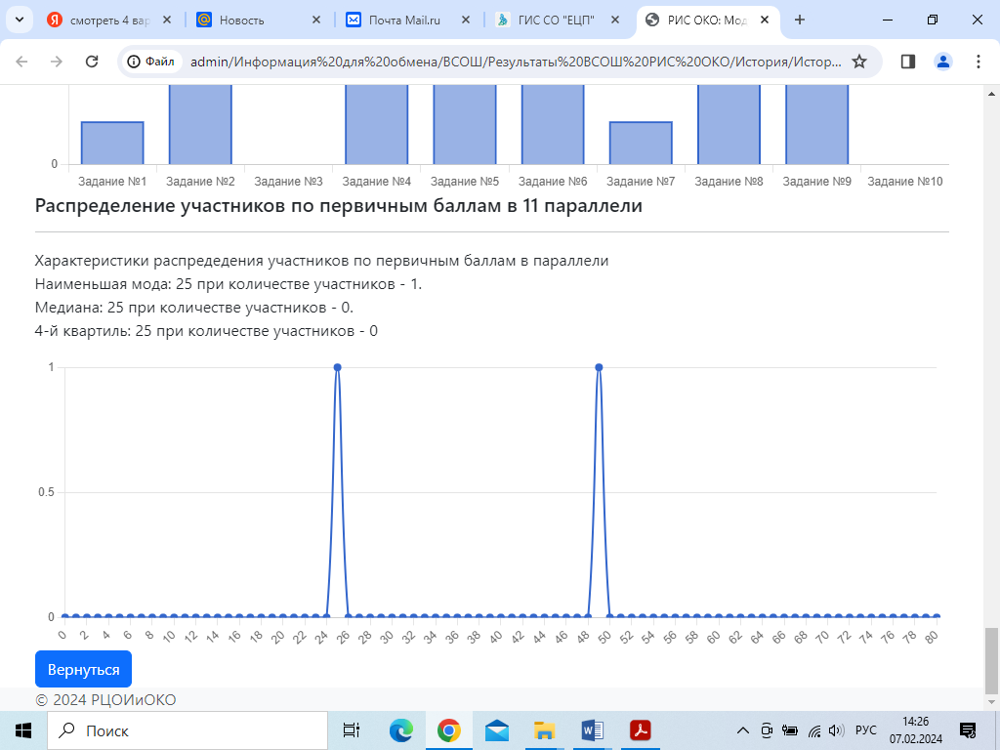 смотреть 4 вар
Новость
Почта Mail.ru
ГИС СО "ЕЦП"
РИС ОКО: Мод
Файл
admin/Информация%20для%20обмена/ВСОШ/Результаты%20ВСОШ%20РИС%20ОКО/История/Истор...
0
Задание №1 Задание №2 Задание №3 Задание №4 Задание №5 Задание №6 Задание №7 Задание №8 Задание №9 Задание №10
Распределение участников по первичным баллам в 11 параллели
Характеристики распредедения участников по первичным баллам в параллели
Наименьшая мода: 25 при количестве участников - 1.
Медиана: 25 при количестве участников - 0.
4-й квартиль: 25 при количестве участников - 0
1
0.5
0
0 2 4 6 8 10 12 14 16 18 20 22 24 26 28 30 32 34 36 38 40 42 44 46 48 50 52 54 56 58 60 62 64 66 68 70 72 74 76 78 80
Вернуться
© 2024 РЦОИиОКО
Поиск
РУС
14:26
07.02.2024